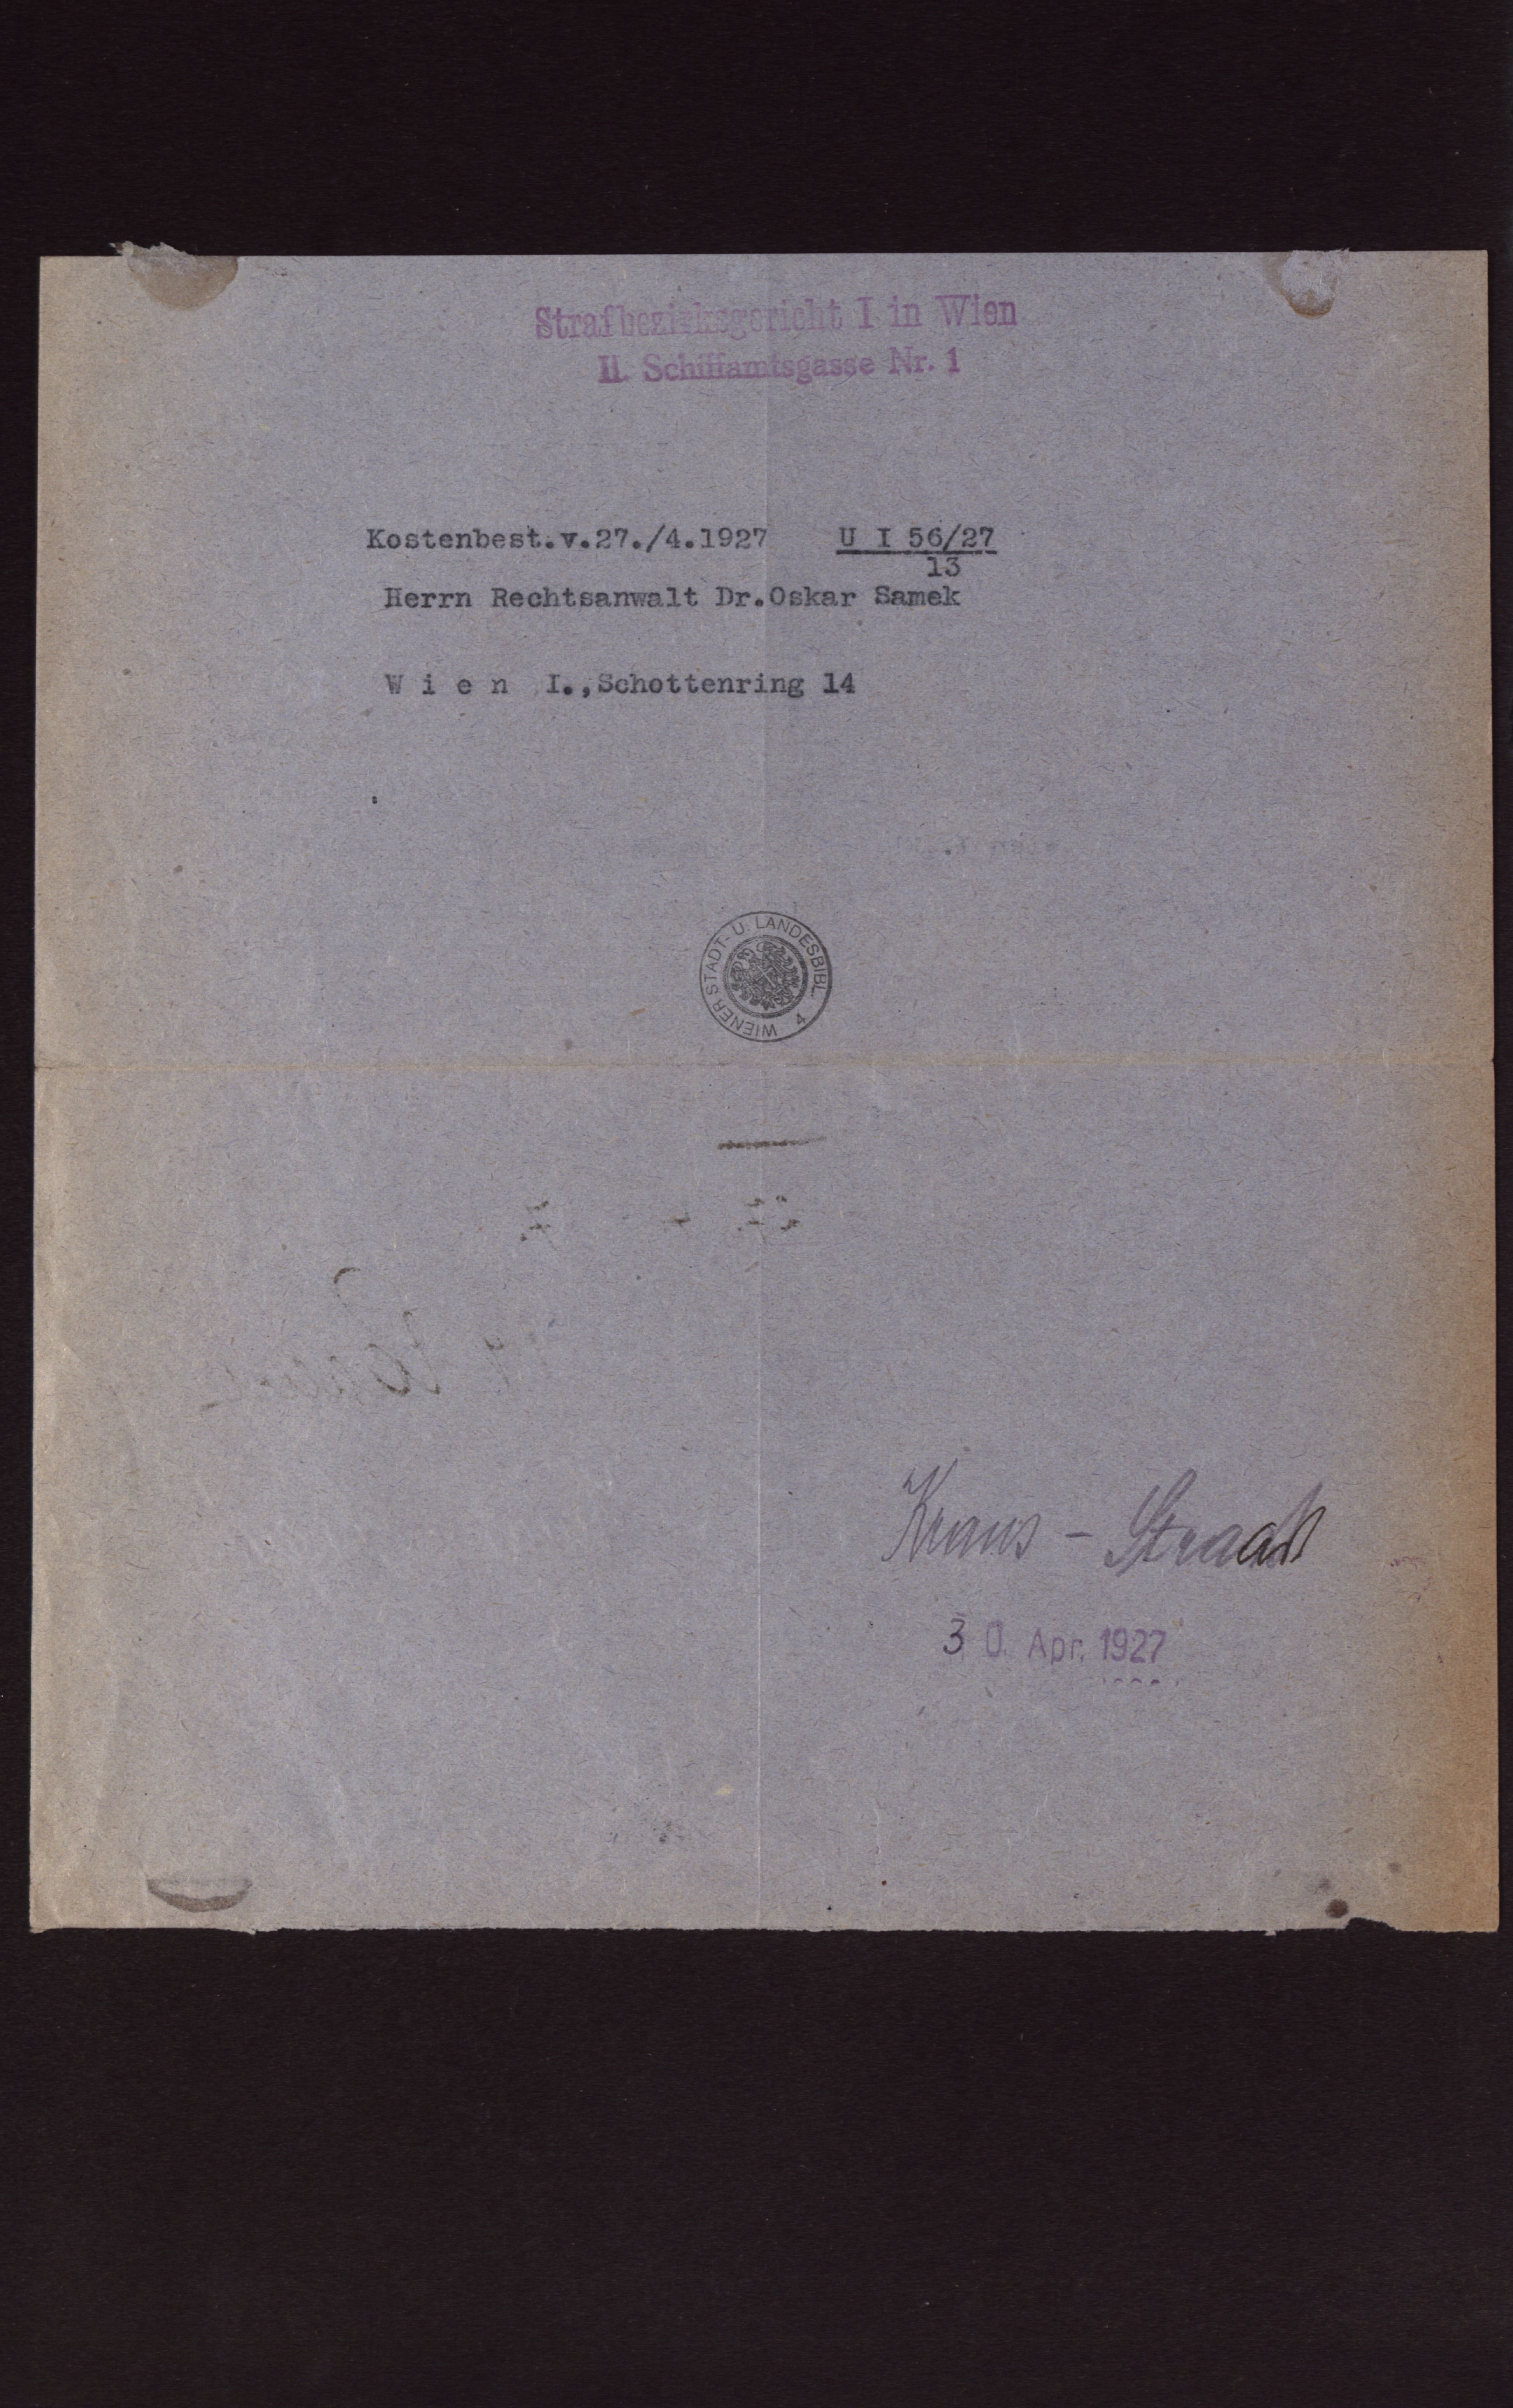 Strafbezirksgericht I in Wien
II. Schiffamtsgasse Nr. 1
Kostenbest.v.27./4.1927 U I 56/27
13
Herrn Rechtsanwalt Dr.Oskar Samek
W i e n I.,Schottenring 14
WIENER STADT- U. LANDESBIBL. 4
Kraus –
30. Apr. 1927